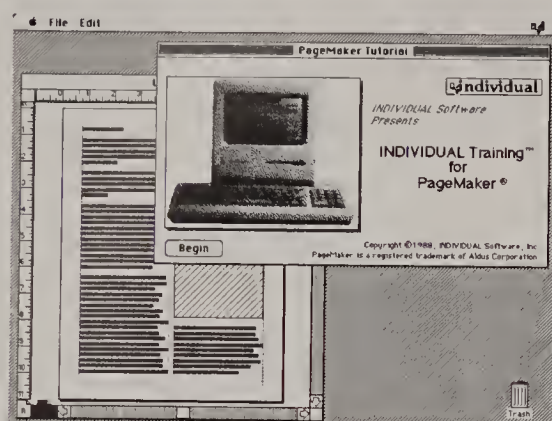 File Edit
PageMaker Tutorial
individual
INDIVIDUAL Software
Presents
INDIVIDUAL Training™
for
PageMaker®
Begin
Copyright ©1988, INDIVIDUAL Software, Inc
PageMaker is a registered trademark of Aldus Corporation
Trash